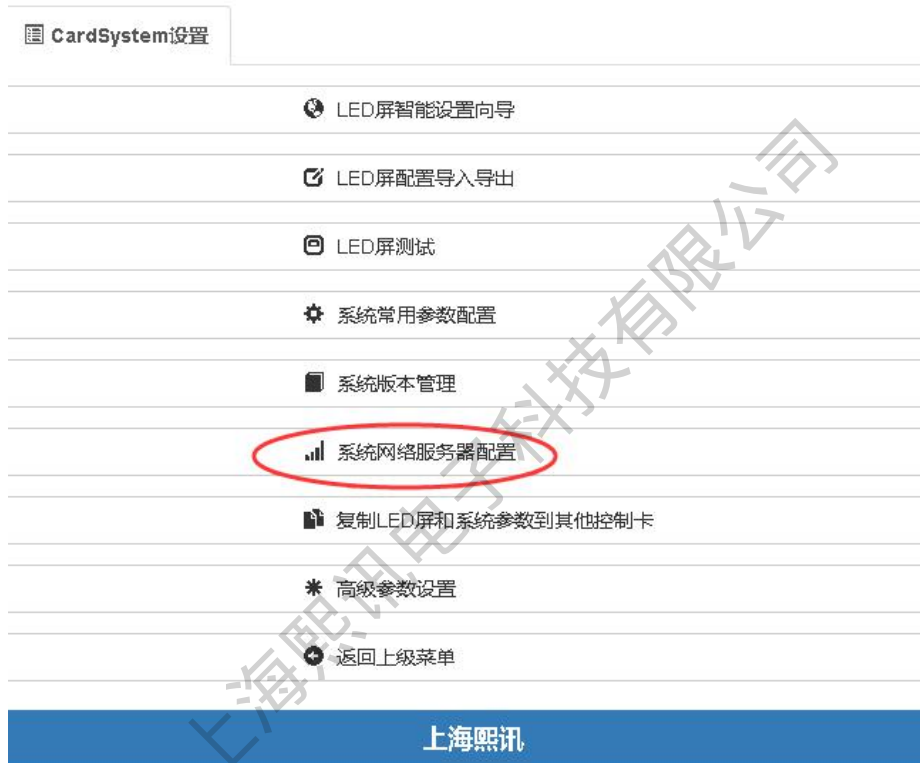 CardSystem设置
LED屏智能设置向导
LED屏配置导入导出
LED屏测试
系统常用参数配置
系统版本管理
系统网络服务器配置
复制LED屏和系统参数到其他控制卡
高级参数设置
返回上级菜单
上海熙讯
上海熙讯电子科技有限公司